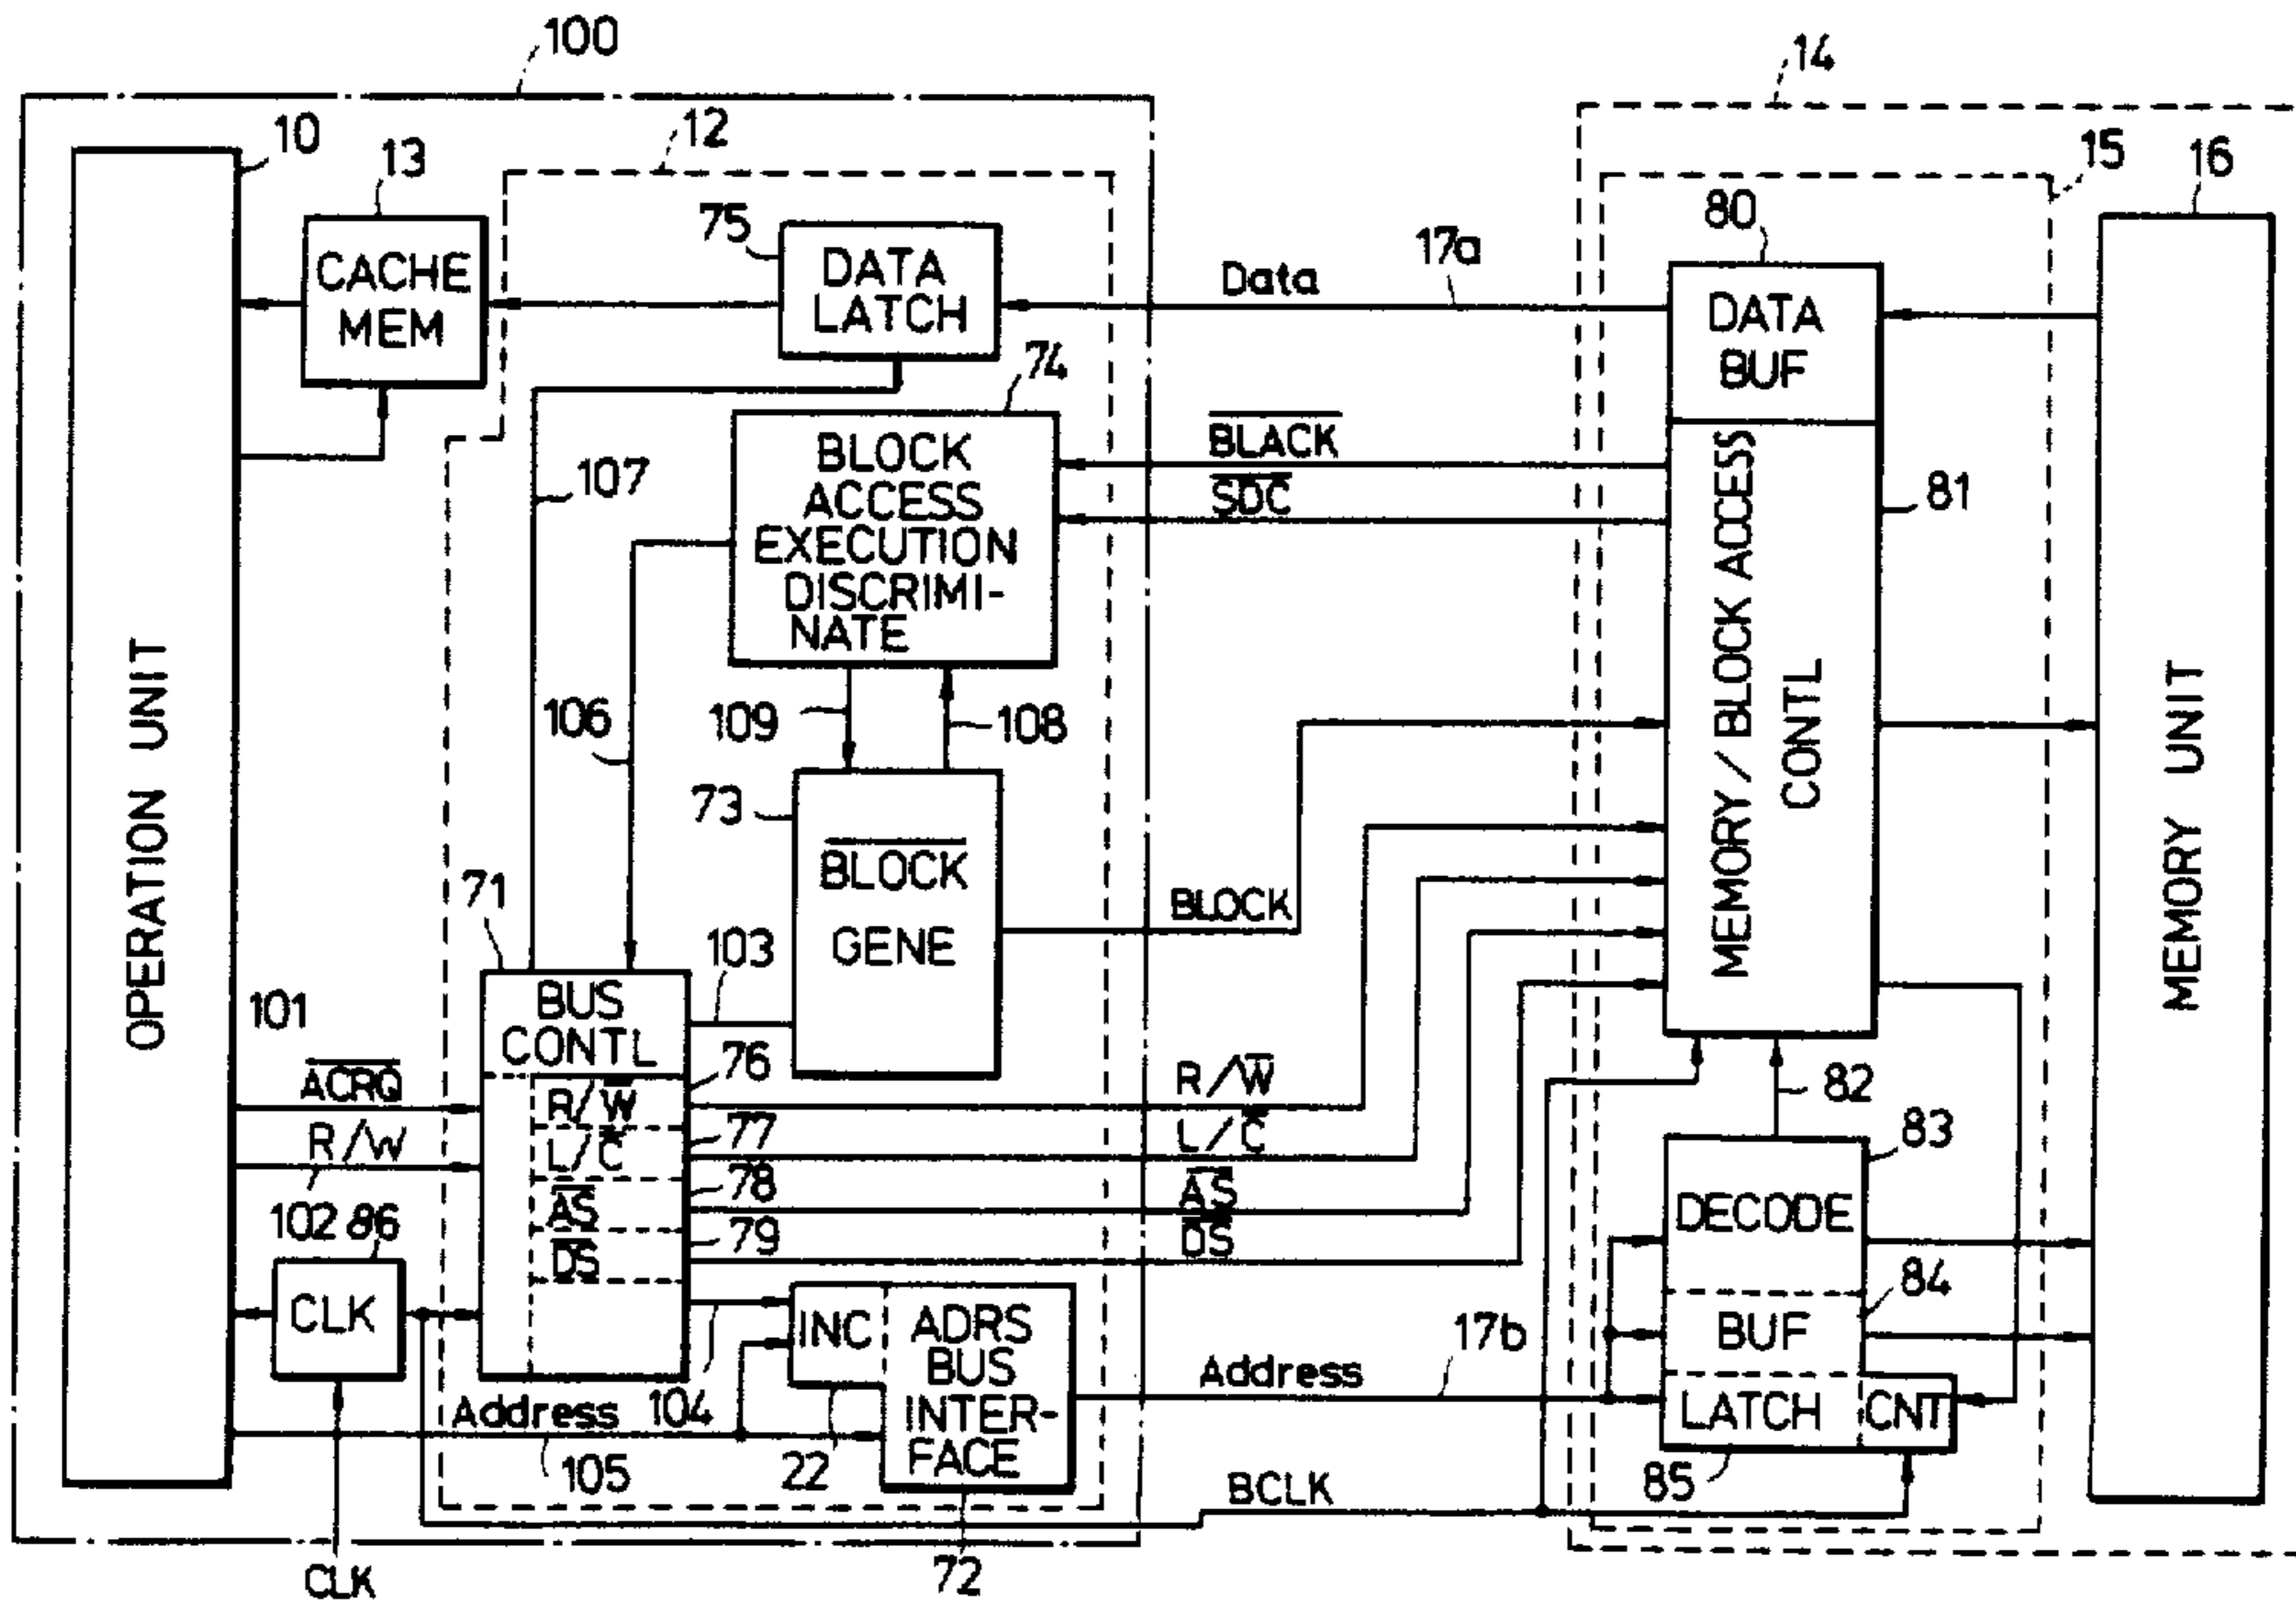 100
14
10
12
15
16
13
75
80
CACHE
MEM
DATA
LATCH
Data
17a
DATA
BUF
74
BLOCK
ACCESS
EXECUTION
DISCRIMI-
NATE
BLACK
SDC
81
107
MEMORY / BLOCK ACCESS
CONTL
OPERATION UNIT
MEMORY UNIT
106
109
108
73
BLOCK
GENE
BLOCK
71
103
101
BUS
CONTL
76
ACRQ
R/W
R/W
82
77
L/C
L/C
83
R/W
102
78
AS
AS
86
79
DS
DS
DECODE
CLK
INC
ADRS
BUS
INTER-
FACE
84
BUF
17b
Address
Address
104
LATCH
CNT
105
22
85
BCLK
72
CLK